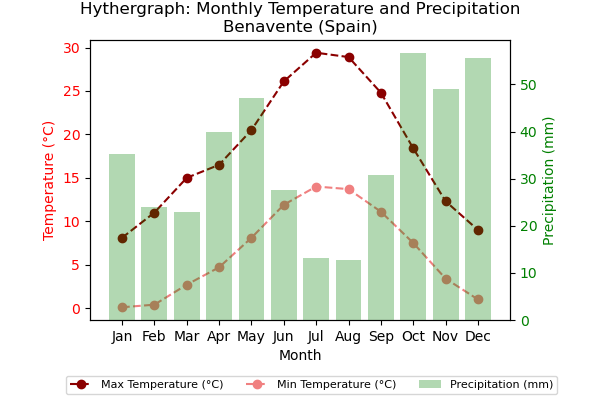 Hythergraph: Monthly Temperature and Precipitation
Benavente (Spain)
Temperature (°C)
30
25
20
15
10
5
0
Precipitation (mm)
50
40
30
20
10
0
Jan Feb Mar Apr May Jun Jul Aug Sep Oct Nov Dec
Month
Max Temperature (°C) Min Temperature (°C) Precipitation (mm)